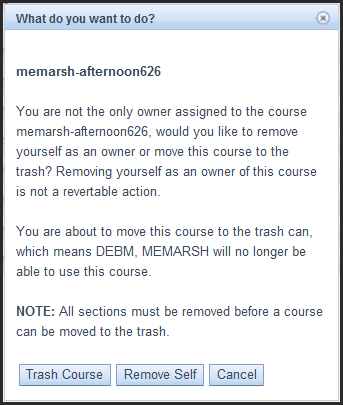 What do you want to do?
memarsh-afternoon626
You are not the only owner assigned to the course
memarsh-afternoon626, would you like to remove
yourself as an owner or move this course to the
trash? Removing yourself as an owner of this course
is not a revertable action.
You are about to move this course to the trash can,
which means DEBM, MEMARSH will no longer be
able to use this course.
NOTE: All sections must be removed before a course
can be moved to the trash.
Trash Course Remove Self Cancel